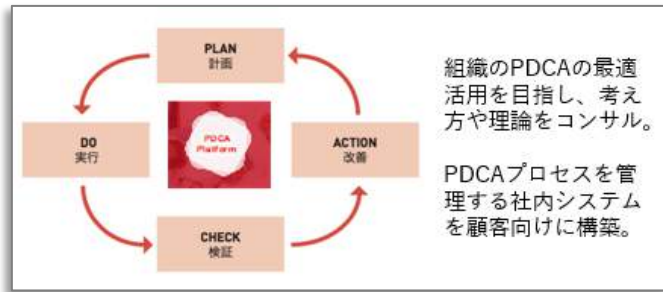 PLAN
計画
DO
実行
PDCA
Platform
ACTION
改善
CHECK
検証
組織のPDCAの最適
活用を目指し、考え
方や理論をコンサル。
PDCAプロセスを管
理する社内システム
を顧客向けに構築。